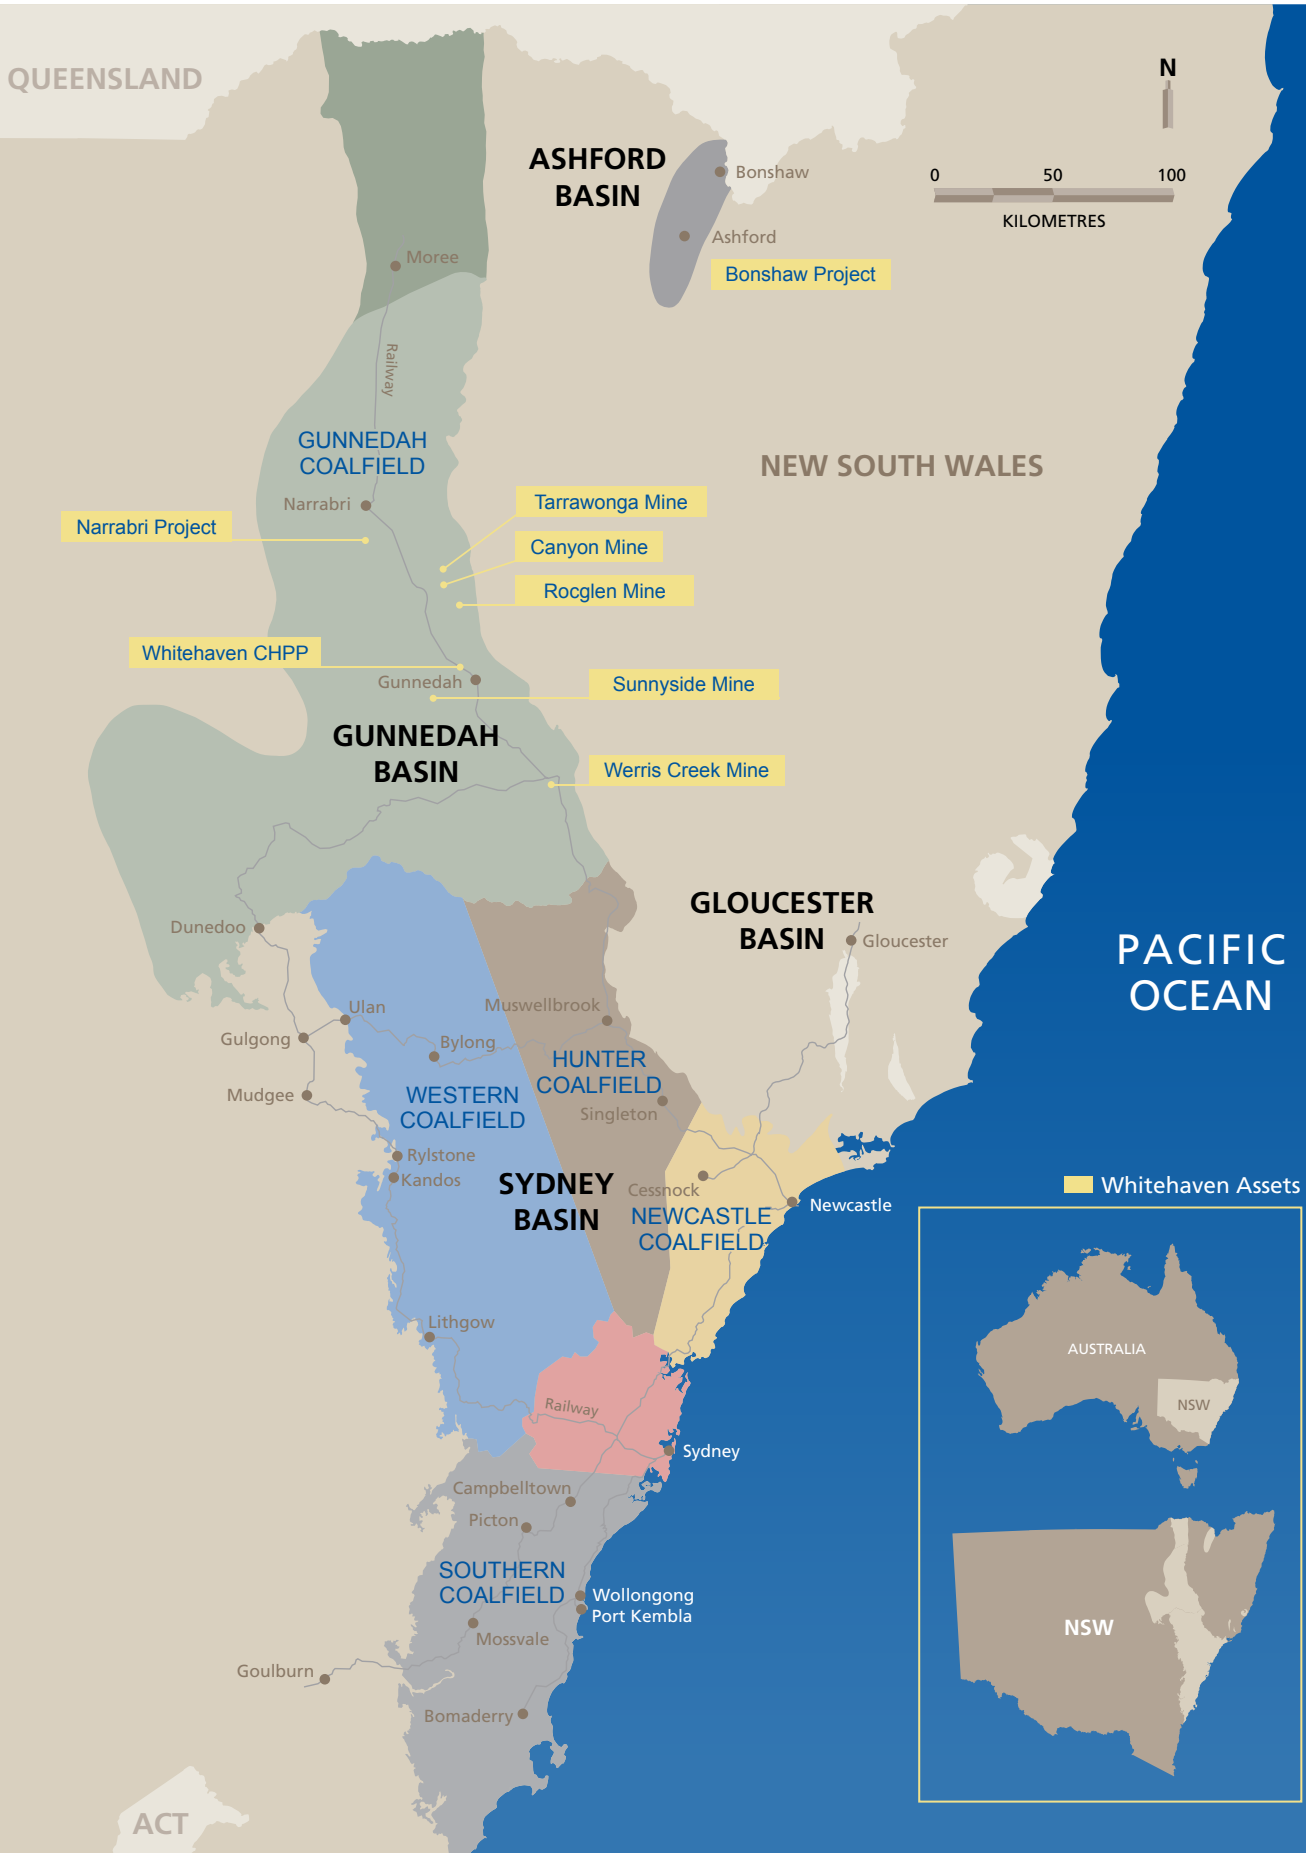 QUEENSLAND
N
ASHFORD
BASIN
Bonshaw
0 50 100
KILOMETRES
Ashford
Moree
Bonshaw Project
Railway
GUNNEDAH
COALFIELD
NEW SOUTH WALES
Narrabri
Tarrawonga Mine
Narrabri Project
Canyon Mine
Rocglen Mine
Whitehaven CHPP
Gunnedah
Sunnyside Mine
GUNNEDAH
BASIN
Werris Creek Mine
GLOUCESTER
BASIN
Gloucester
Dunedoo
PACIFIC
OCEAN
Ulan
Muswellbrook
Gulgong
Bylong
HUNTER
COALFIELD
Mudgee
WESTERN
COALFIELD
Singleton
Rylstone
Kandos
SYDNEY
BASIN
Cessnock
Newcastle
NEWCASTLE
COALFIELD
Whitehaven Assets
Lithgow
AUSTRALIA
NSW
Railway
Sydney
Campbelltown
Picton
SOUTHERN
COALFIELD
Wollongong
Port Kembla
NSW
Mossvale
Goulburn
Bomaderry
ACT